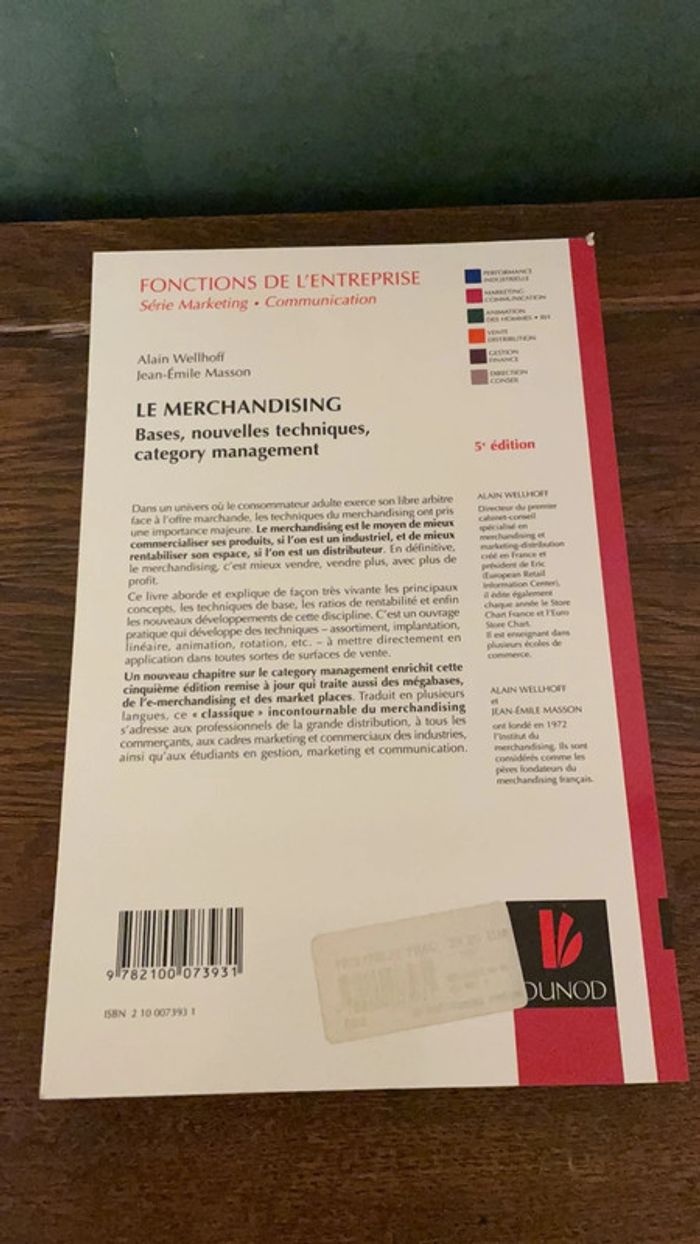 FONCTIONS DE L'ENTREPRISE
Série Marketing • Communication
PERFORMANCE
INDUSTRIELLE
MARKETING
COMMUNICATION
ANIMATION
DES HOMMES • RH
VENTE
DISTRIBUTION
GESTION
FINANCE
DIRECTION
CONSEIL
Alain Wellhoff
Jean-Émile Masson
LE MERCHANDISING
Bases, nouvelles techniques,
category management
5e édition
Dans un univers où le consommateur adulte exerce son libre arbitre
face à l'offre marchande, les techniques du merchandising ont pris
une importance majeure. Le merchandising est le moyen de mieux
commercialiser ses produits, si l'on est un industriel, et de mieux
rentabiliser son espace, si l'on est un distributeur. En définitive,
le merchandising, c'est mieux vendre, vendre plus, avec plus de
profit.
Ce livre aborde et explique de façon très vivante les principaux
concepts, les techniques de base, les ratios de rentabilité et enfin
les nouveaux développements de cette discipline. C'est un ouvrage
pratique qui développe des techniques – assortiment, implantation,
linéaire, animation, rotation, etc. – à mettre directement en
application dans toutes sortes de surfaces de vente.
Un nouveau chapitre sur le category management enrichit cette
cinquième édition remise à jour qui traite aussi des mégabases,
de l'e-merchandising et des market places. Traduit en plusieurs
langues, ce « classique » incontournable du merchandising
s'adresse aux professionnels de la grande distribution, à tous les
commerçants, aux cadres marketing et commerciaux des industries,
ainsi qu'aux étudiants en gestion, marketing et communication.
ALAIN WELLHOFF
Directeur du premier
cabinet-conseil
spécialisé en
merchandising et
marketing-distribution
créé en France et
président de Eric
(European Retail
Information Center),
il édite également
chaque année le Store
Chart France et l'Euro
Store Chart.
Il est enseignant dans
plusieurs écoles de
commerce.
ALAIN WELLHOFF
et
JEAN-ÉMILE MASSON
ont fondé en 1972
l'Institut du
merchandising. Ils sont
considérés comme les
pères fondateurs du
merchandising français.
9 782100 073931
ISBN 2 10 007393 1
DUNOD